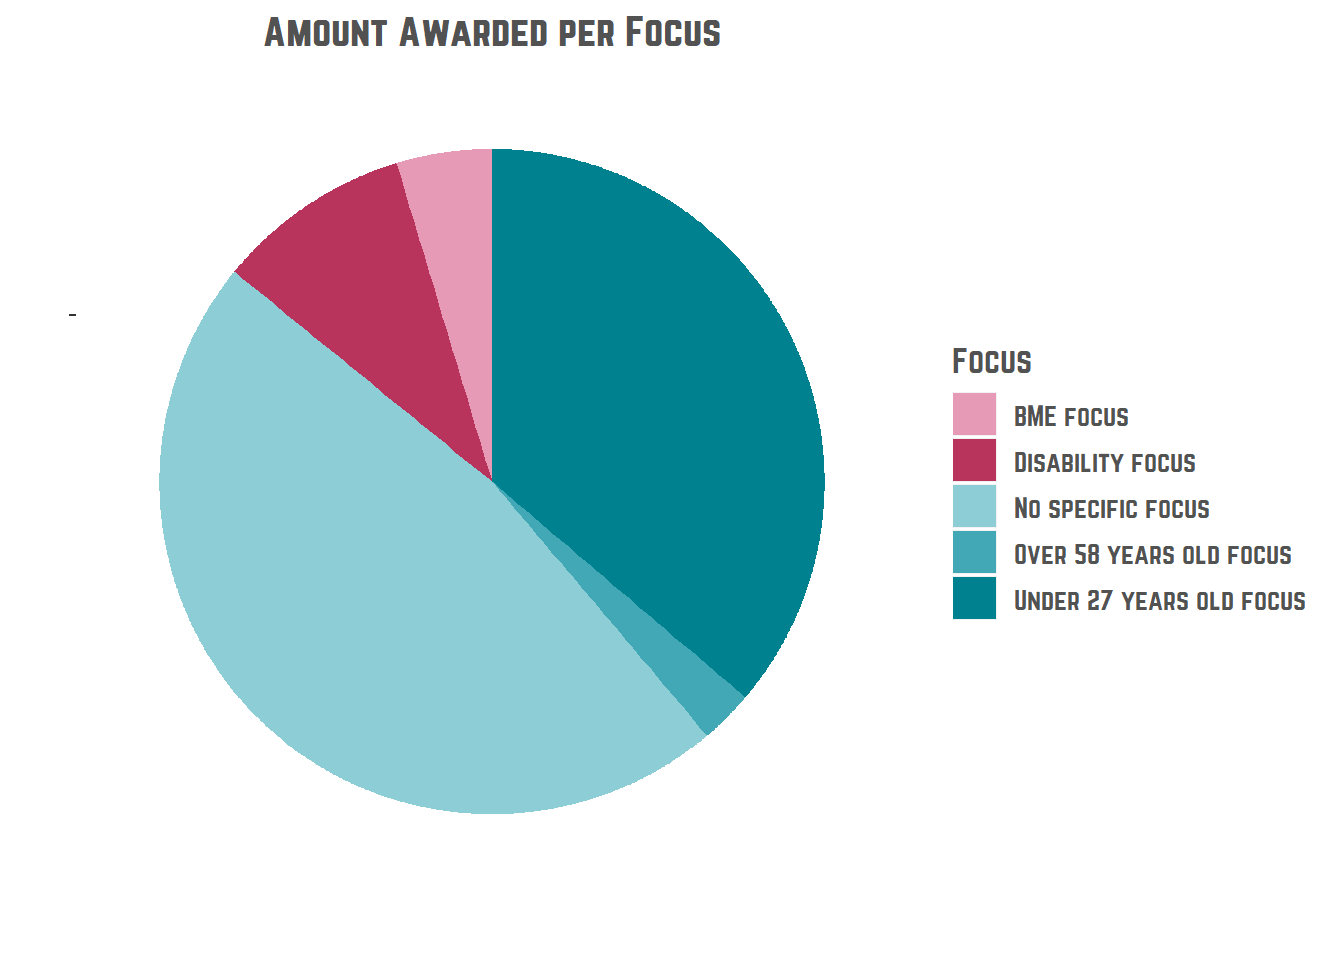 Amount Awarded per Focus
Focus
BME focus
Disability focus
No specific focus
Over 58 years old focus
Under 27 years old focus